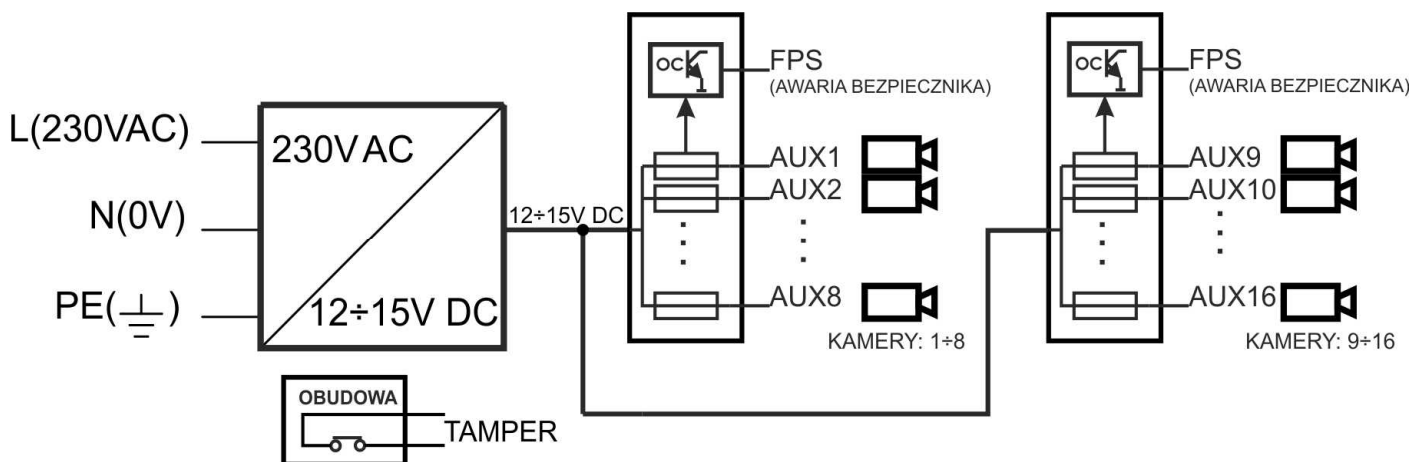 L(230VAC)
N(0V)
PE(⏚)
230V AC
12÷15V DC
12÷15V DC
OC
FPS
(AWARIA BEZPIECZNIKA)
AUX1
AUX2
AUX8
KAMERY: 1÷8
OC
FPS
(AWARIA BEZPIECZNIKA)
AUX9
AUX10
AUX16
KAMERY: 9÷16
OBUDOWA
TAMPER